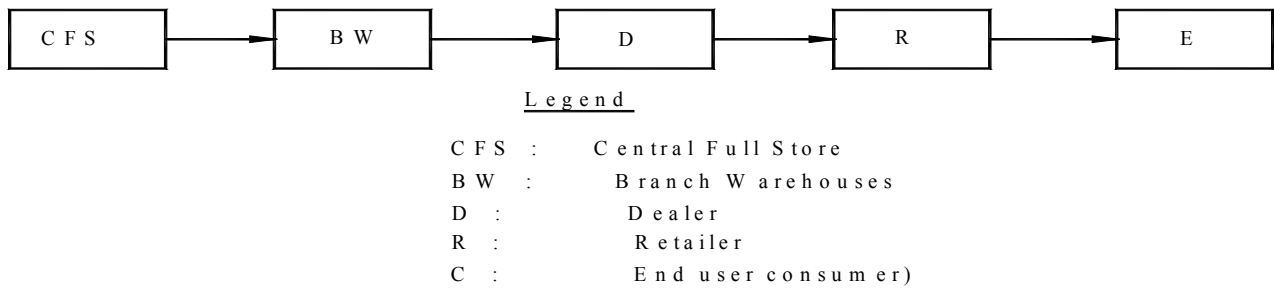 CFS BW D R E
Legend
CFS : Central Full Store
BW : Branch Warehouses
D : Dealer
R : Retailer
C : End user consumer)